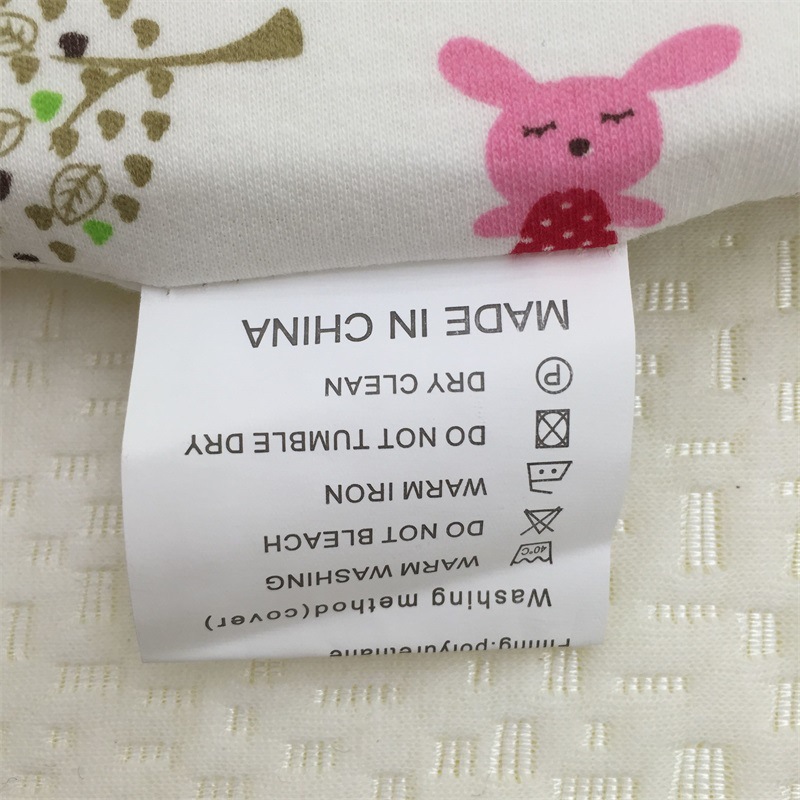 Filling:polyurethane
Washing method(cover)
40°C WARM WASHING
DO NOT BLEACH
WARM IRON
DO NOT TUMBLE DRY
P DRY CLEAN
MADE IN CHINA